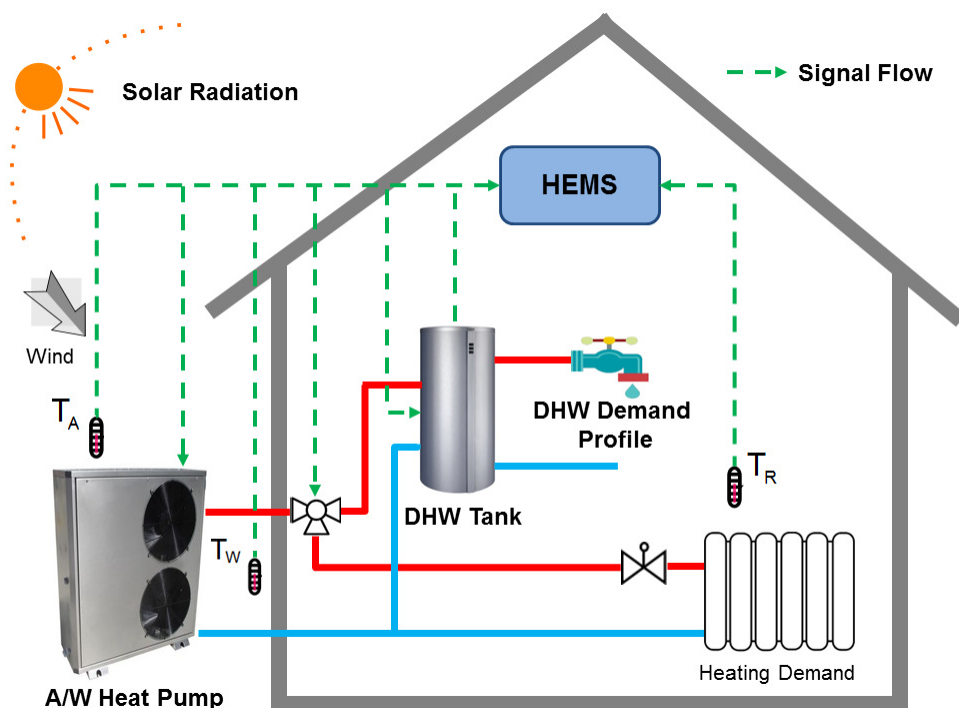 Solar Radiation
Signal Flow
HEMS
Wind
TA
DHW Demand
Profile
TR
DHW Tank
TW
Heating Demand
A/W Heat Pump